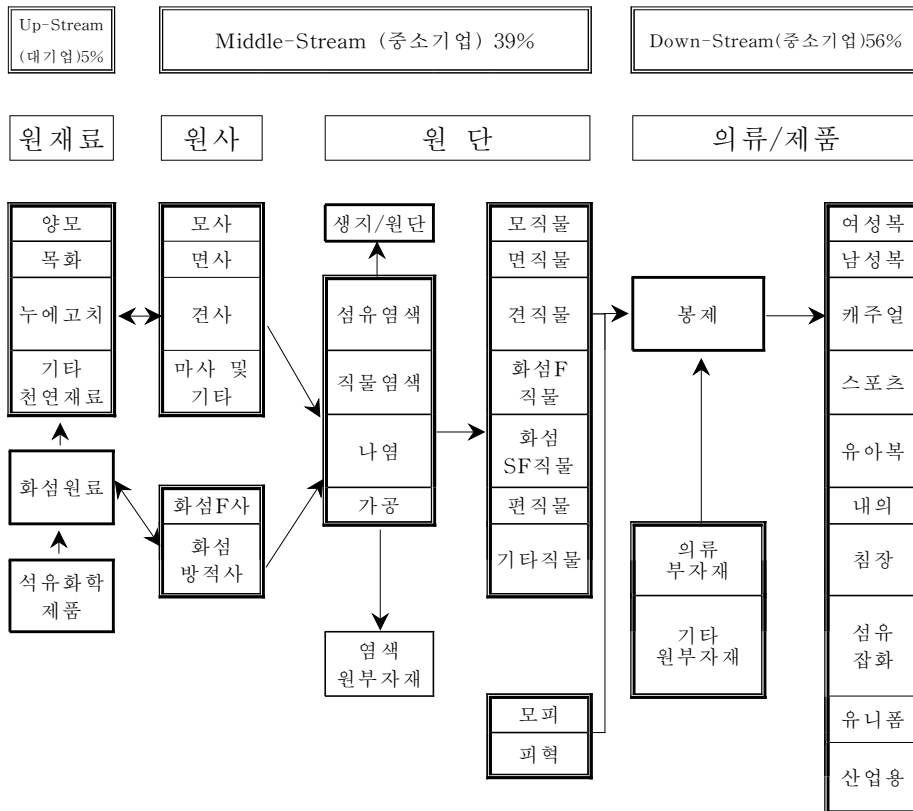 Up-Stream
(대기업)5%
Middle-Stream (중소기업) 39%
Down-Stream(중소기업)56%
원재료
원사
원 단
의류/제품
양모
목화
누에고치
기타
천연재료
화섬원료
석유화학
제품
모사
면사
견사
마사 및
기타
화섬F사
화섬
방적사
생지/원단
섬유염색
직물염색
나염
가공
염색
원부자재
모직물
면직물
견직물
화섬F
직물
화섬
SF직물
편직물
기타직물
모피
피혁
봉제
의류
부자재
기타
원부자재
여성복
남성복
캐주얼
스포츠
유아복
내의
침장
섬유
잡화
유니폼
산업용